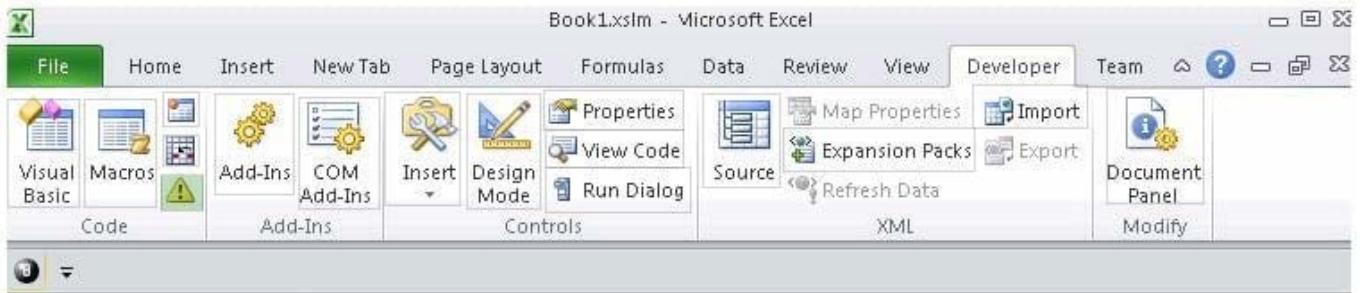 Book1.xslm - Microsoft Excel
File Home Insert New Tab Page Layout Formulas Data Review View Developer Team
Visual Basic
Macros
Code
Add-Ins
COM Add-Ins
Add-Ins
Insert
Design Mode
Properties
View Code
Run Dialog
Controls
Source
Map Properties
Expansion Packs
Refresh Data
Import
Export
XML
Document Panel
Modify